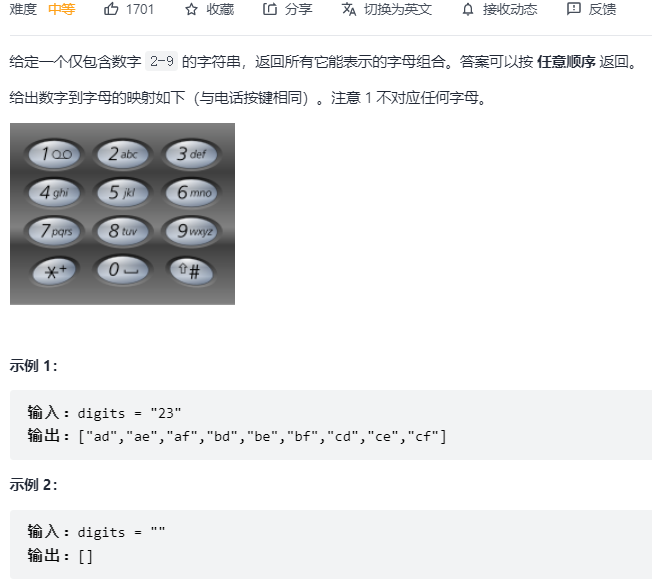 难度 中等 1701 收藏 分享 切换为英文 接收动态 反馈
给定一个仅包含数字 2-9 的字符串，返回所有它能表示的字母组合。答案可以按 任意顺序 返回。
给出数字到字母的映射如下（与电话按键相同）。注意 1 不对应任何字母。
1 2 abc 3 def
4 ghi 5 jkl 6 mno
7 pqrs 8 tuv 9 wxyz
*+ 0 #
示例 1：
输入：digits = "23"
输出：["ad","ae","af","bd","be","bf","cd","ce","cf"]
示例 2：
输入：digits = ""
输出：[]